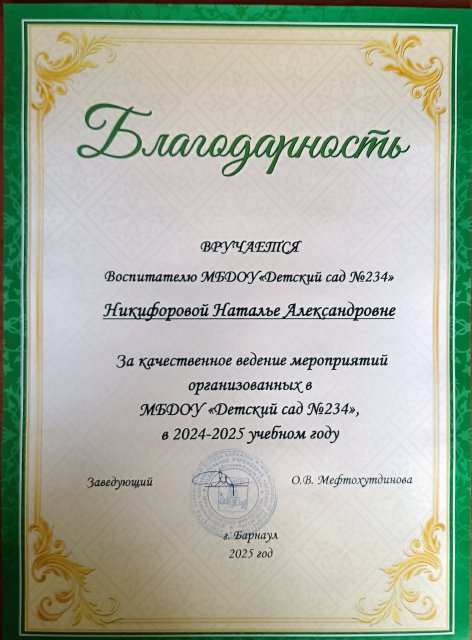 Благодарность
ВРУЧАЕТСЯ
Воспитателю МБДОУ«Детский сад №234»
Никифоровой Наталье Александровне
За качественное ведение мероприятий
организованных в
МБДОУ «Детский сад №234»,
в 2024-2025 учебном году
Заведующий О.В. Мефтохутдинова
г. Барнаул
2025 год